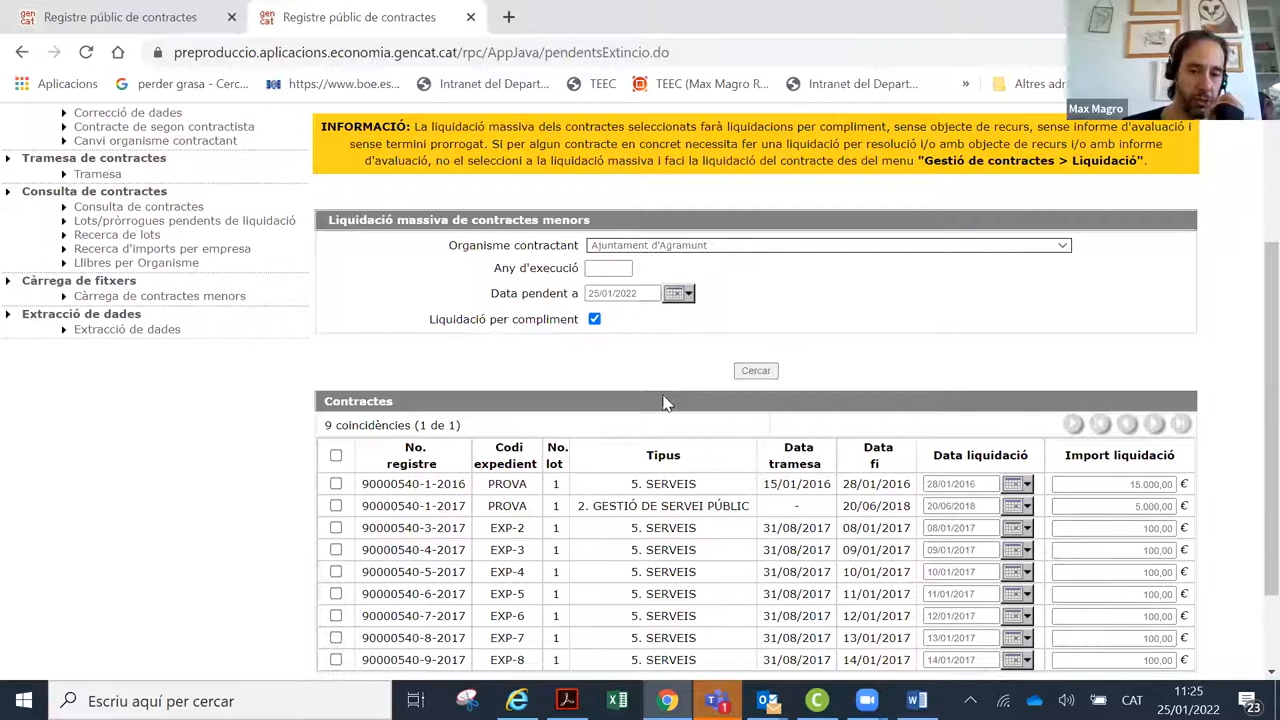 gen cat Registre públic de contractes
gen cat Registre públic de contractes
preproduccio.aplicacions.economia.gencat.cat/rpc/AppJava/pendentsExtincio.do
Aplicacions perder grasa - Cerc... https://www.boe.es... Intranet del Depart... TEEC TEEC (Max Magro R... Intranet del Depart... » Altres adr
Max Magro
Correcció de dades
Contracte de segon contractista
Canvi organisme contractant
Tramesa de contractes
Tramesa
Consulta de contractes
Consulta de contractes
Lots/pròrrogues pendents de liquidació
Recerca de lots
Recerca d'imports per empresa
Llibres per Organisme
Càrrega de fitxers
Càrrega de contractes menors
Extracció de dades
Extracció de dades
INFORMACIÓ: La liquidació massiva dels contractes seleccionats farà liquidacions per compliment, sense objecte de recurs, sense informe d'avaluació i
sense termini prorrogat. Si per algun contracte en concret necessita fer una liquidació per resolució i/o amb objecte de recurs i/o amb informe
d'avaluació, no el seleccioni a la liquidació massiva i faci la liquidació del contracte des del menu "Gestió de contractes > Liquidació".
Liquidació massiva de contractes menors
Organisme contractant Ajuntament d'Agramunt
Any d'execució
Data pendent a 25/01/2022
Liquidació per compliment
Cercar
Contractes
9 coincidències (1 de 1)
No. registre Codi expedient No. lot Tipus Data tramesa Data fi Data liquidació Import liquidació
90000540-1-2016 PROVA 1 5. SERVEIS 15/01/2016 28/01/2016 28/01/2016 15.000,00 €
90000540-1-2017 PROVA 1 2. GESTIÓ DE SERVEI PÚBLIC - 20/06/2018 20/06/2018 5.000,00 €
90000540-3-2017 EXP-2 1 5. SERVEIS 31/08/2017 08/01/2017 08/01/2017 100,00 €
90000540-4-2017 EXP-3 1 5. SERVEIS 31/08/2017 09/01/2017 09/01/2017 100,00 €
90000540-5-2017 EXP-4 1 5. SERVEIS 31/08/2017 10/01/2017 10/01/2017 100,00 €
90000540-6-2017 EXP-5 1 5. SERVEIS 31/08/2017 11/01/2017 11/01/2017 100,00 €
90000540-7-2017 EXP-6 1 5. SERVEIS 31/08/2017 12/01/2017 12/01/2017 100,00 €
90000540-8-2017 EXP-7 1 5. SERVEIS 31/08/2017 13/01/2017 13/01/2017 100,00 €
90000540-9-2017 EXP-8 1 5. SERVEIS 31/08/2017 14/01/2017 14/01/2017 100,00 €
Escriu aquí per cercar
CAT
11:25
25/01/2022
23